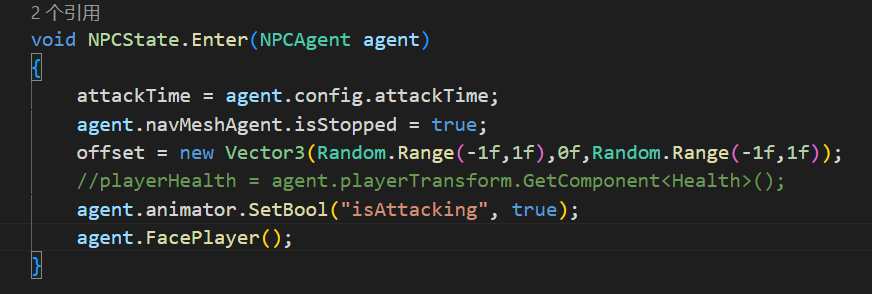 2 个引用
void NPCState.Enter(NPCAgent agent)
{
    attackTime = agent.config.attackTime;
    agent.navMeshAgent.isStopped = true;
    offset = new Vector3(Random.Range(-1f,1f),0f,Random.Range(-1f,1f));
    //playerHealth = agent.playerTransform.GetComponent<Health>();
    agent.animator.SetBool("isAttacking", true);
    agent.FacePlayer();
}